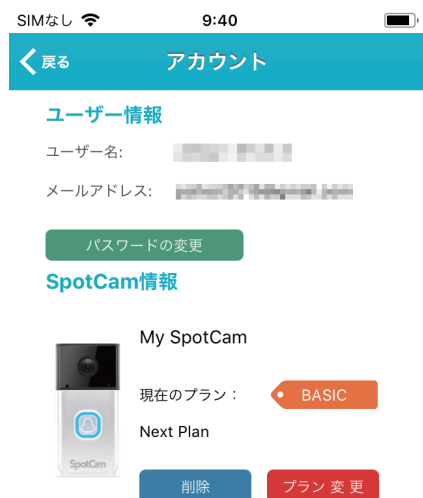 SIMなし 9:40
戻る アカウント
ユーザー情報
ユーザー名:
メールアドレス:
パスワードの変更
SpotCam情報
My SpotCam
現在のプラン： BASIC
Next Plan
SpotCam
削除 プラン 変 更